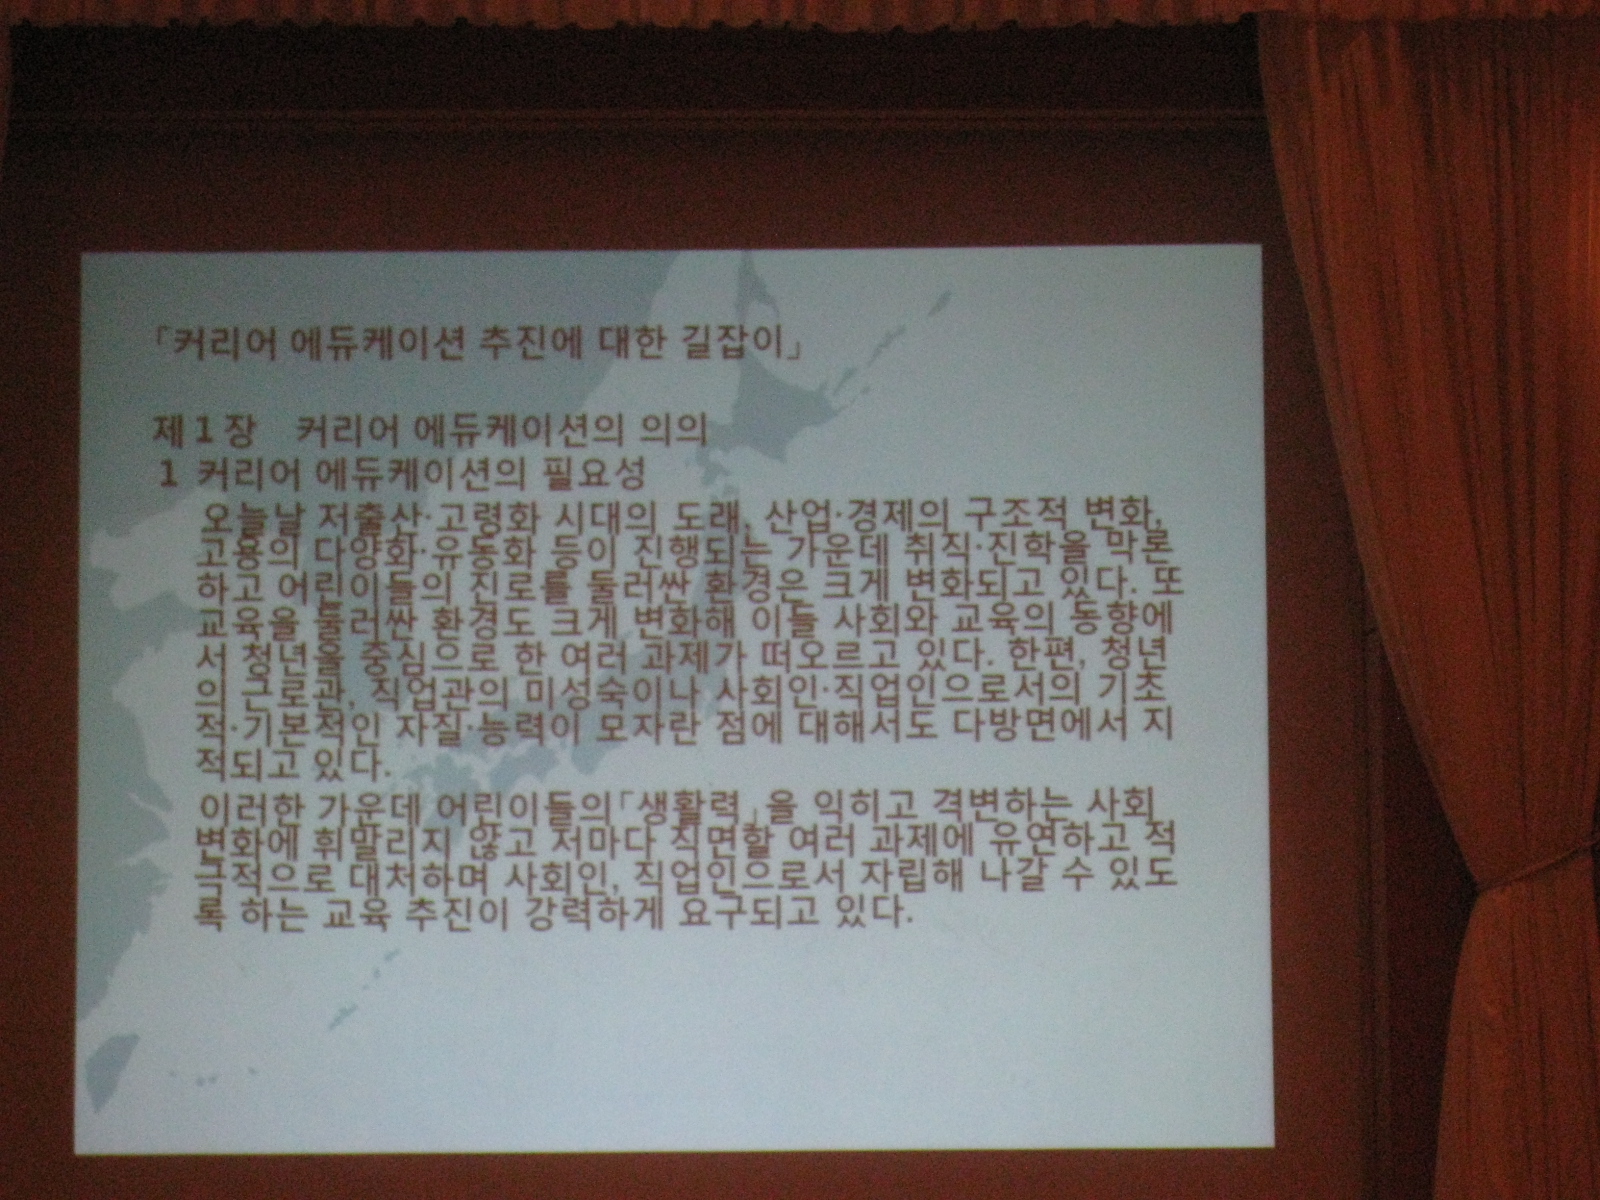 「커리어 에듀케이션 추진에 대한 길잡이」
제1장　커리어 에듀케이션의 의의
1 커리어 에듀케이션의 필요성
오늘날 저출산·고령화 시대의 도래, 산업·경제의 구조적 변화,
고용의 다양화·유동화 등이 진행되는 가운데 취직·진학을 막론
하고 어린이들의 진로를 둘러싼 환경은 크게 변화되고 있다. 또
교육을 둘러싼 환경도 크게 변화해 이들 사회와 교육의 동향에
서 청년을 중심으로 한 여러 과제가 떠오르고 있다. 한편, 청년
의 근로관, 직업관의 미성숙이나 사회인·직업인으로서의 기초
적·기본적인 자질·능력이 모자란 점에 대해서도 다방면에서 지
적되고 있다.
이러한 가운데 어린이들의「생활력」을 익히고 격변하는 사회
변화에 휘말리지 않고 저마다 직면할 여러 과제에 유연하고 적
극적으로 대처하며 사회인, 직업인으로서 자립해 나갈 수 있도
록 하는 교육 추진이 강력하게 요구되고 있다.